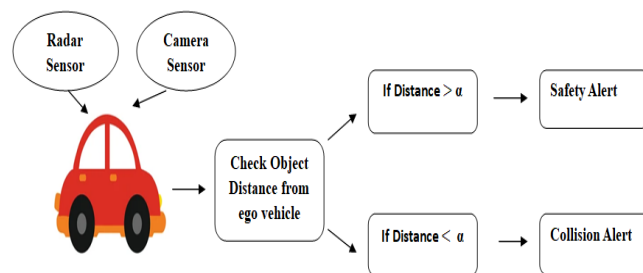 Radar
Sensor
Camera
Sensor
Check Object
Distance from
ego vehicle
If Distance > α
Safety Alert
If Distance < α
Collision Alert